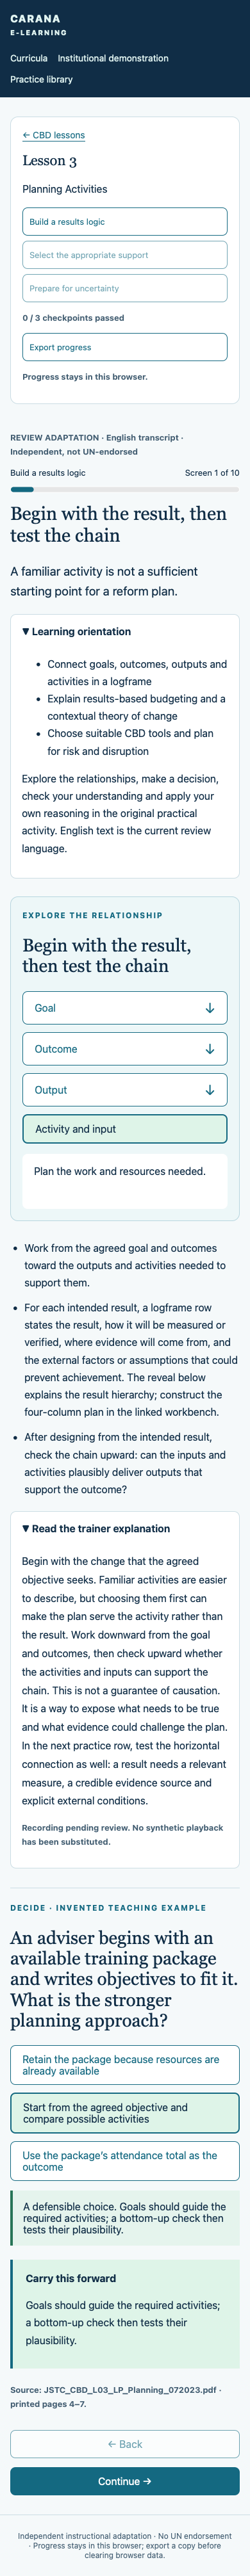 CARANA
E-LEARNING
Curricula Institutional demonstration
Practice library
← CBD lessons
Lesson 3
Planning Activities
Build a results logic
Select the appropriate support
Prepare for uncertainty
0 / 3 checkpoints passed
Export progress
Progress stays in this browser.
REVIEW ADAPTATION · English transcript ·
Independent, not UN-endorsed
Build a results logic Screen 1 of 10
Begin with the result, then
test the chain
A familiar activity is not a sufficient
starting point for a reform plan.
▼ Learning orientation
• Connect goals, outcomes, outputs and
activities in a logframe
• Explain results-based budgeting and a
contextual theory of change
• Choose suitable CBD tools and plan
for risk and disruption
Explore the relationships, make a decision,
check your understanding and apply your
own reasoning in the original practical
activity. English text is the current review
language.
EXPLORE THE RELATIONSHIP
Begin with the result,
then test the chain
Goal ↓
Outcome ↓
Output ↓
Activity and input
Plan the work and resources needed.
• Work from the agreed goal and outcomes
toward the outputs and activities needed to
support them.
• For each intended result, a logframe row
states the result, how it will be measured or
verified, where evidence will come from, and
the external factors or assumptions that could
prevent achievement. The reveal below
explains the result hierarchy; construct the
four-column plan in the linked workbench.
• After designing from the intended result,
check the chain upward: can the inputs and
activities plausibly deliver outputs that
support the outcome?
▼ Read the trainer explanation
Begin with the change that the agreed
objective seeks. Familiar activities are easier
to describe, but choosing them first can
make the plan serve the activity rather than
the result. Work downward from the goal
and outcomes, then check upward whether
the activities and inputs can support the
chain. This is not a guarantee of causation.
It is a way to expose what needs to be true
and what evidence could challenge the plan.
In the next practice row, test the horizontal
connection as well: a result needs a relevant
measure, a credible evidence source and
explicit external conditions.
Recording pending review. No synthetic playback
has been substituted.
DECIDE · INVENTED TEACHING EXAMPLE
An adviser begins with an
available training package
and writes objectives to fit it.
What is the stronger
planning approach?
Retain the package because resources are
already available
Start from the agreed objective and
compare possible activities
Use the package's attendance total as the
outcome
A defensible choice. Goals should guide the
required activities; a bottom-up check then
tests their plausibility.
Carry this forward
Goals should guide the required activities;
a bottom-up check then tests their
plausibility.
Source: JSTC_CBD_L03_LP_Planning_072023.pdf ·
printed pages 4–7.
← Back
Continue →
Independent instructional adaptation · No UN endorsement
· Progress stays in this browser; export a copy before
clearing browser data.